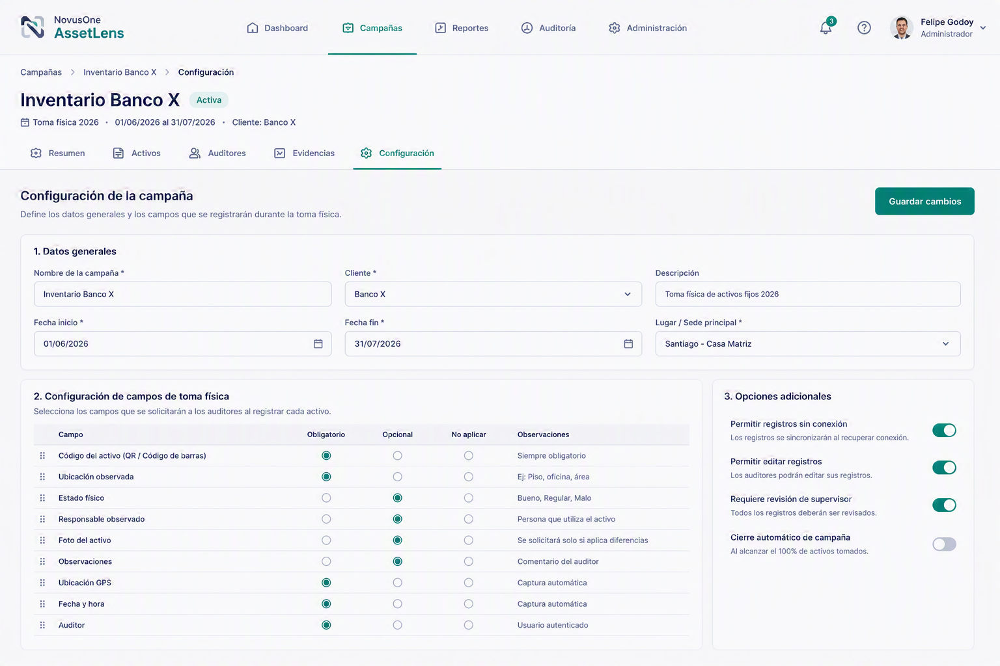 NovusOne
AssetLens
Dashboard
Campañas
Reportes
Auditoría
Administración
3
Felipe Godoy
Administrador
Campañas > Inventario Banco X > Configuración
Inventario Banco X
Activa
Toma física 2026 • 01/06/2026 al 31/07/2026 • Cliente: Banco X
Resumen
Activos
Auditores
Evidencias
Configuración
Configuración de la campaña
Define los datos generales y los campos que se registrarán durante la toma física.
Guardar cambios
1. Datos generales
Nombre de la campaña *
Inventario Banco X
Cliente *
Banco X
Descripción
Toma física de activos fijos 2026
Fecha inicio *
01/06/2026
Fecha fin *
31/07/2026
Lugar / Sede principal *
Santiago - Casa Matriz
2. Configuración de campos de toma física
Selecciona los campos que se solicitarán a los auditores al registrar cada activo.
Campo Obligatorio Opcional No aplicar Observaciones
Código del activo (QR / Código de barras) Siempre obligatorio
Ubicación observada Ej: Piso, oficina, área
Estado físico Bueno, Regular, Malo
Responsable observado Persona que utiliza el activo
Foto del activo Se solicitará solo si aplica diferencias
Observaciones Comentario del auditor
Ubicación GPS Captura automática
Fecha y hora Captura automática
Auditor Usuario autenticado
3. Opciones adicionales
Permitir registros sin conexión
Los registros se sincronizarán al recuperar conexión.
Permitir editar registros
Los auditores podrán editar sus registros.
Requiere revisión de supervisor
Todos los registros deberán ser revisados.
Cierre automático de campaña
Al alcanzar el 100% de activos tomados.